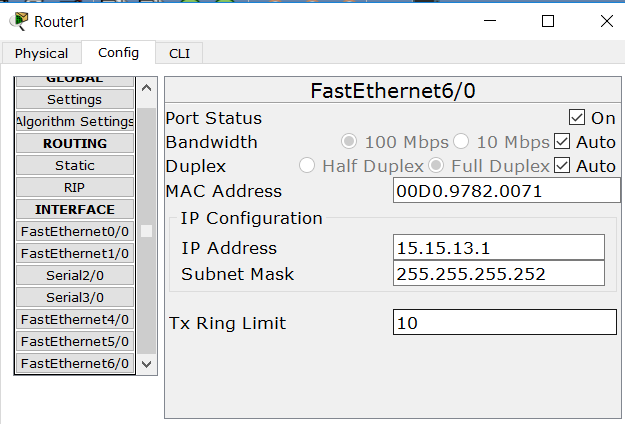 Router1
Physical Config CLI
GLOBAL
Settings
Algorithm Settings
ROUTING
Static
RIP
INTERFACE
FastEthernet0/0
FastEthernet1/0
Serial2/0
Serial3/0
FastEthernet4/0
FastEthernet5/0
FastEthernet6/0
FastEthernet6/0
Port Status On
Bandwidth 100 Mbps 10 Mbps Auto
Duplex Half Duplex Full Duplex Auto
MAC Address 00D0.9782.0071
IP Configuration
IP Address 15.15.13.1
Subnet Mask 255.255.255.252
Tx Ring Limit 10